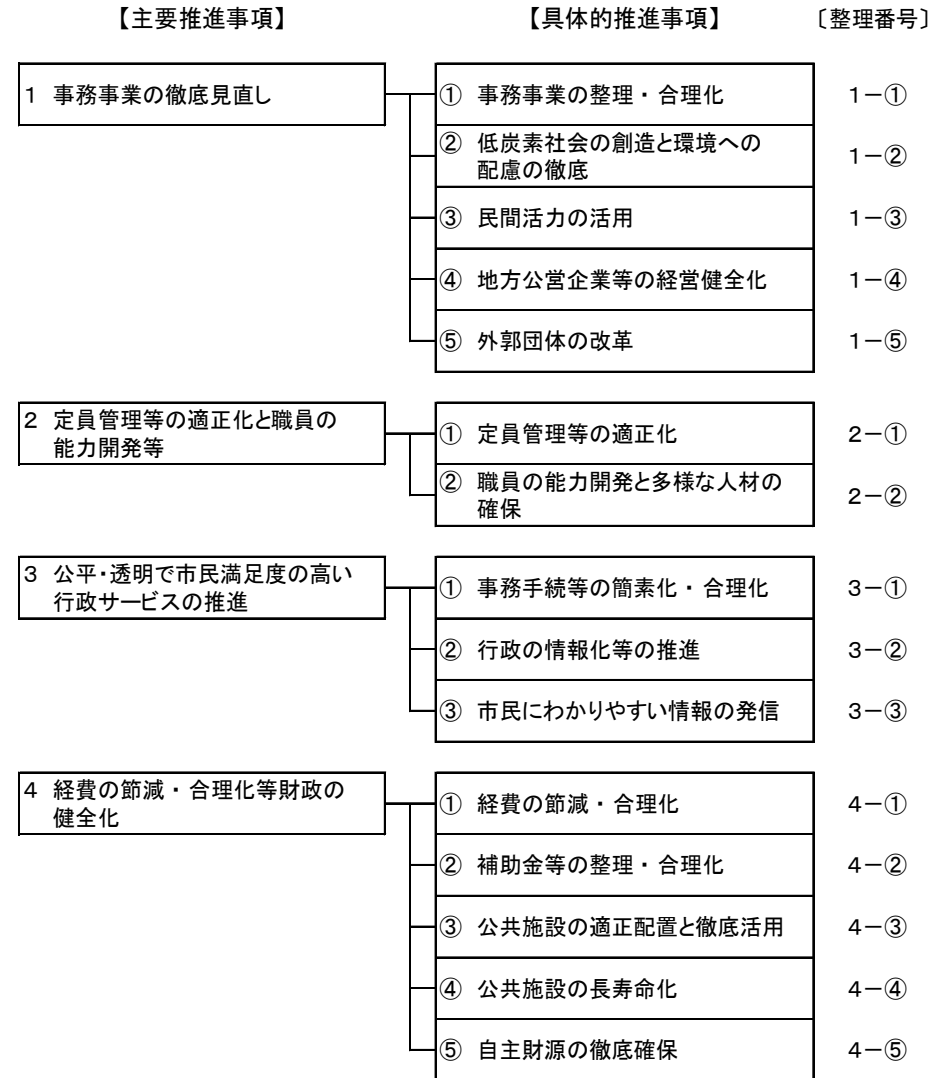 【主要推進事項】 【具体的推進事項】 〔整理番号〕
1 事務事業の徹底見直し ① 事務事業の整理・合理化 1－①
② 低炭素社会の創造と環境への
配慮の徹底 1－②
③ 民間活力の活用 1－③
④ 地方公営企業等の経営健全化 1－④
⑤ 外郭団体の改革 1－⑤
2 定員管理等の適正化と職員の
能力開発等
① 定員管理等の適正化 2－①
② 職員の能力開発と多様な人材の
確保 2－②
3 公平・透明で市民満足度の高い
行政サービスの推進
① 事務手続等の簡素化・合理化 3－①
② 行政の情報化等の推進 3－②
③ 市民にわかりやすい情報の発信 3－③
4 経費の節減・合理化等財政の
健全化
① 経費の節減・合理化 4－①
② 補助金等の整理・合理化 4－②
③ 公共施設の適正配置と徹底活用 4－③
④ 公共施設の長寿命化 4－④
⑤ 自主財源の徹底確保 4－⑤